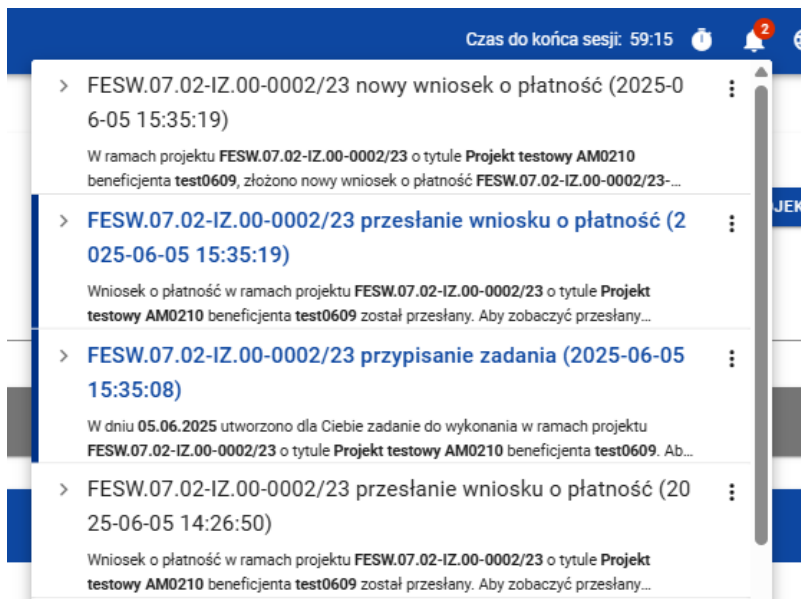 Czas do końca sesji: 59:15
2
FESW.07.02-IZ.00-0002/23 nowy wniosek o płatność (2025-0
6-05 15:35:19)
W ramach projektu FESW.07.02-IZ.00-0002/23 o tytule Projekt testowy AM0210
beneficjenta test0609, złożono nowy wniosek o płatność FESW.07.02-IZ.00-0002/23-...
JEK
FESW.07.02-IZ.00-0002/23 przesłanie wniosku o płatność (2
025-06-05 15:35:19)
Wniosek o płatność w ramach projektu FESW.07.02-IZ.00-0002/23 o tytule Projekt
testowy AM0210 beneficjenta test0609 został przesłany. Aby zobaczyć przesłany...
FESW.07.02-IZ.00-0002/23 przypisanie zadania (2025-06-05
15:35:08)
W dniu 05.06.2025 utworzono dla Ciebie zadanie do wykonania w ramach projektu
FESW.07.02-IZ.00-0002/23 o tytule Projekt testowy AM0210 beneficjenta test0609. Ab...
FESW.07.02-IZ.00-0002/23 przesłanie wniosku o płatność (20
25-06-05 14:26:50)
Wniosek o płatność w ramach projektu FESW.07.02-IZ.00-0002/23 o tytule Projekt
testowy AM0210 beneficjenta test0609 został przesłany. Aby zobaczyć przesłany...